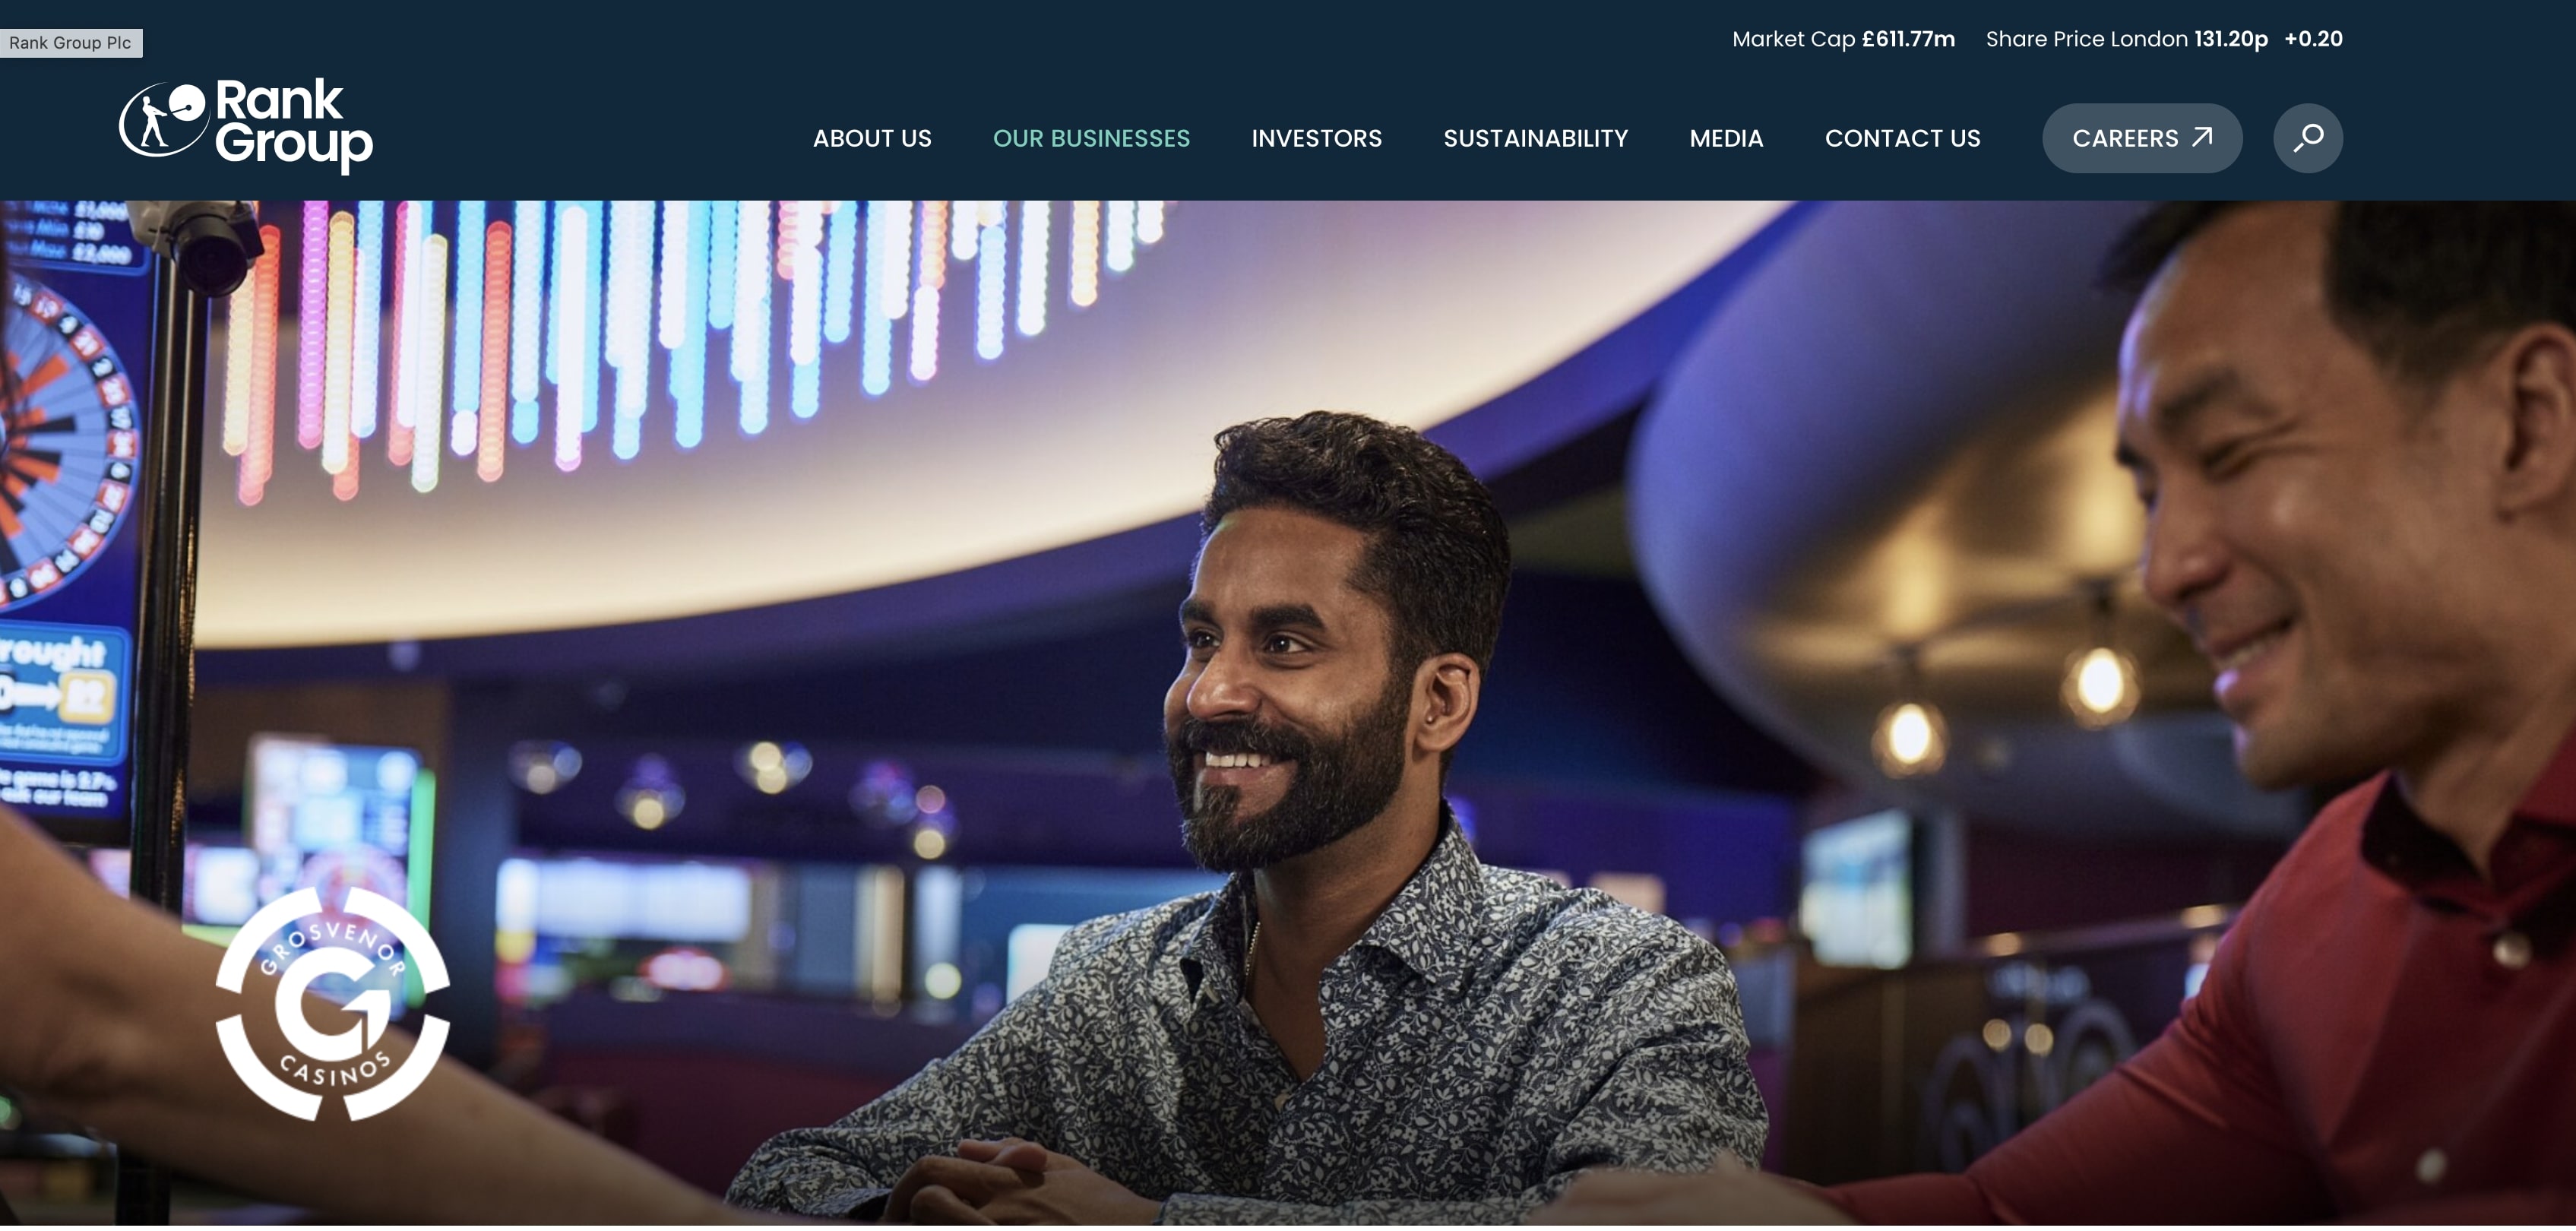 Rank Group Plc
Market Cap £611.77m Share Price London 131.20p +0.20
Rank
Group
ABOUT US OUR BUSINESSES INVESTORS SUSTAINABILITY MEDIA CONTACT US CAREERS
GROSVENOR
G
CASINOS